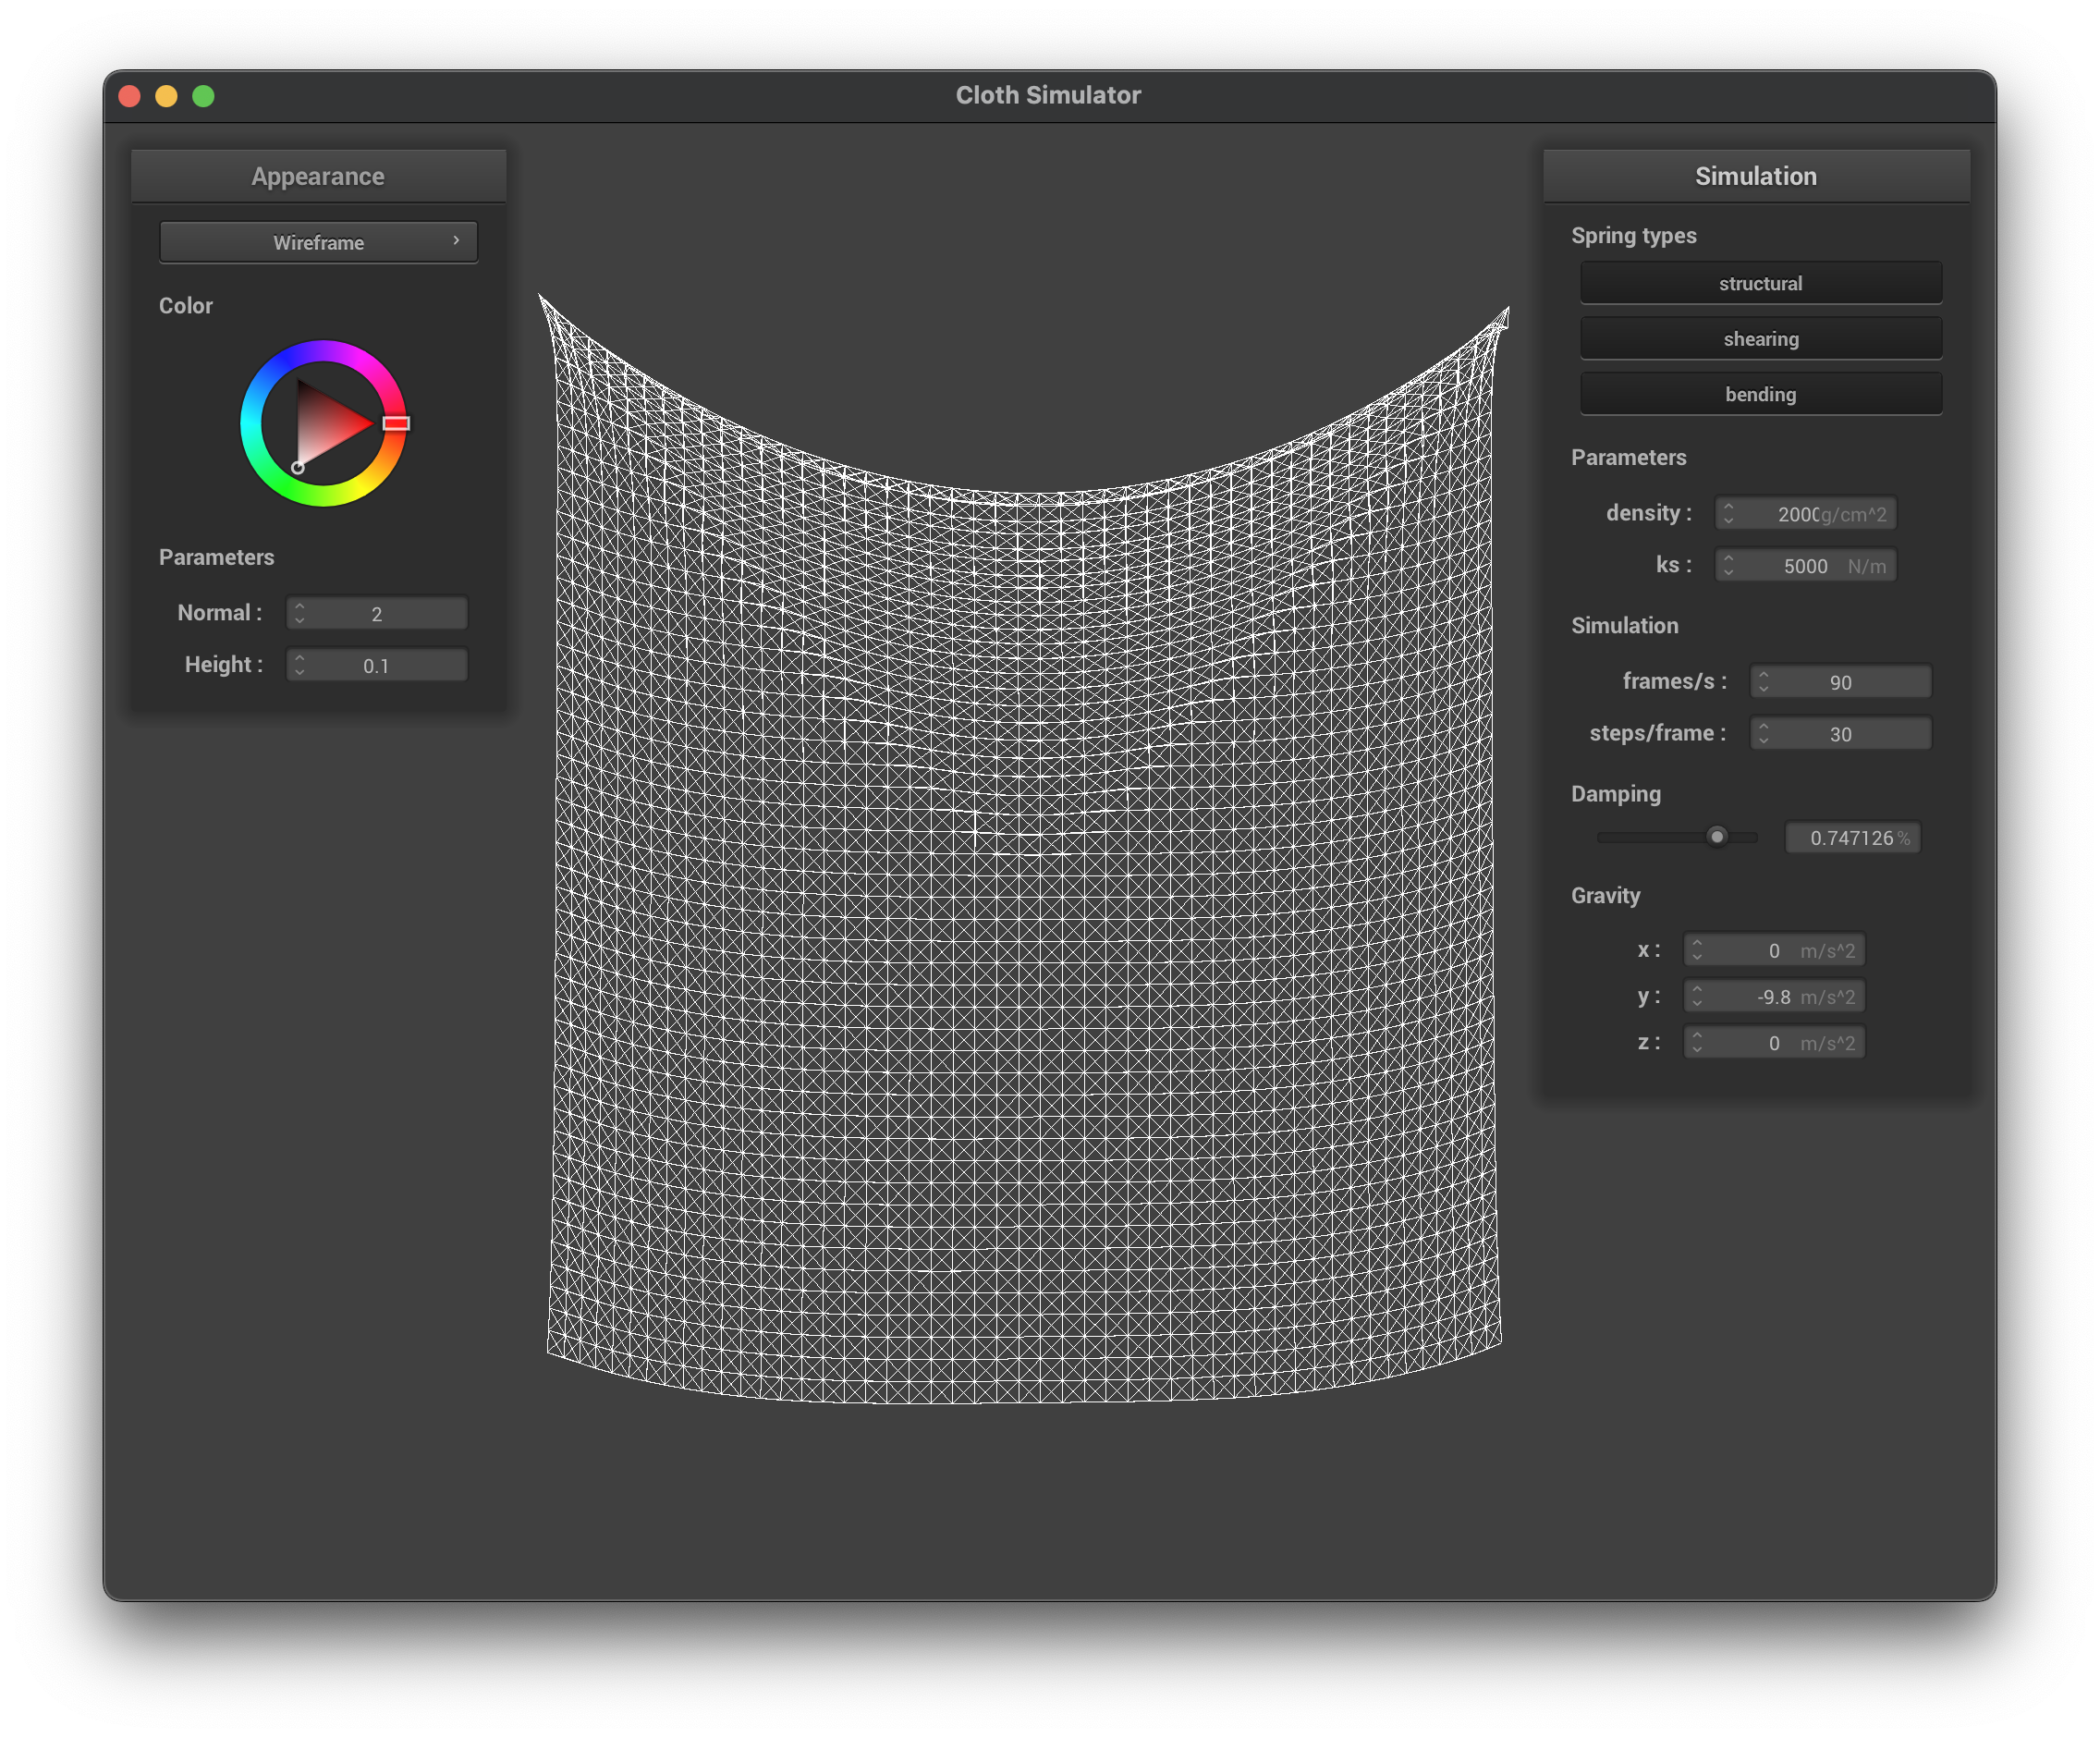 Cloth Simulator
Appearance
Wireframe
Color
Parameters
Normal : 2
Height : 0.1
Simulation
Spring types
structural
shearing
bending
Parameters
density : 2000 g/cm^2
ks : 5000 N/m
Simulation
frames/s : 90
steps/frame : 30
Damping
0.747126 %
Gravity
x : 0 m/s^2
y : -9.8 m/s^2
z : 0 m/s^2